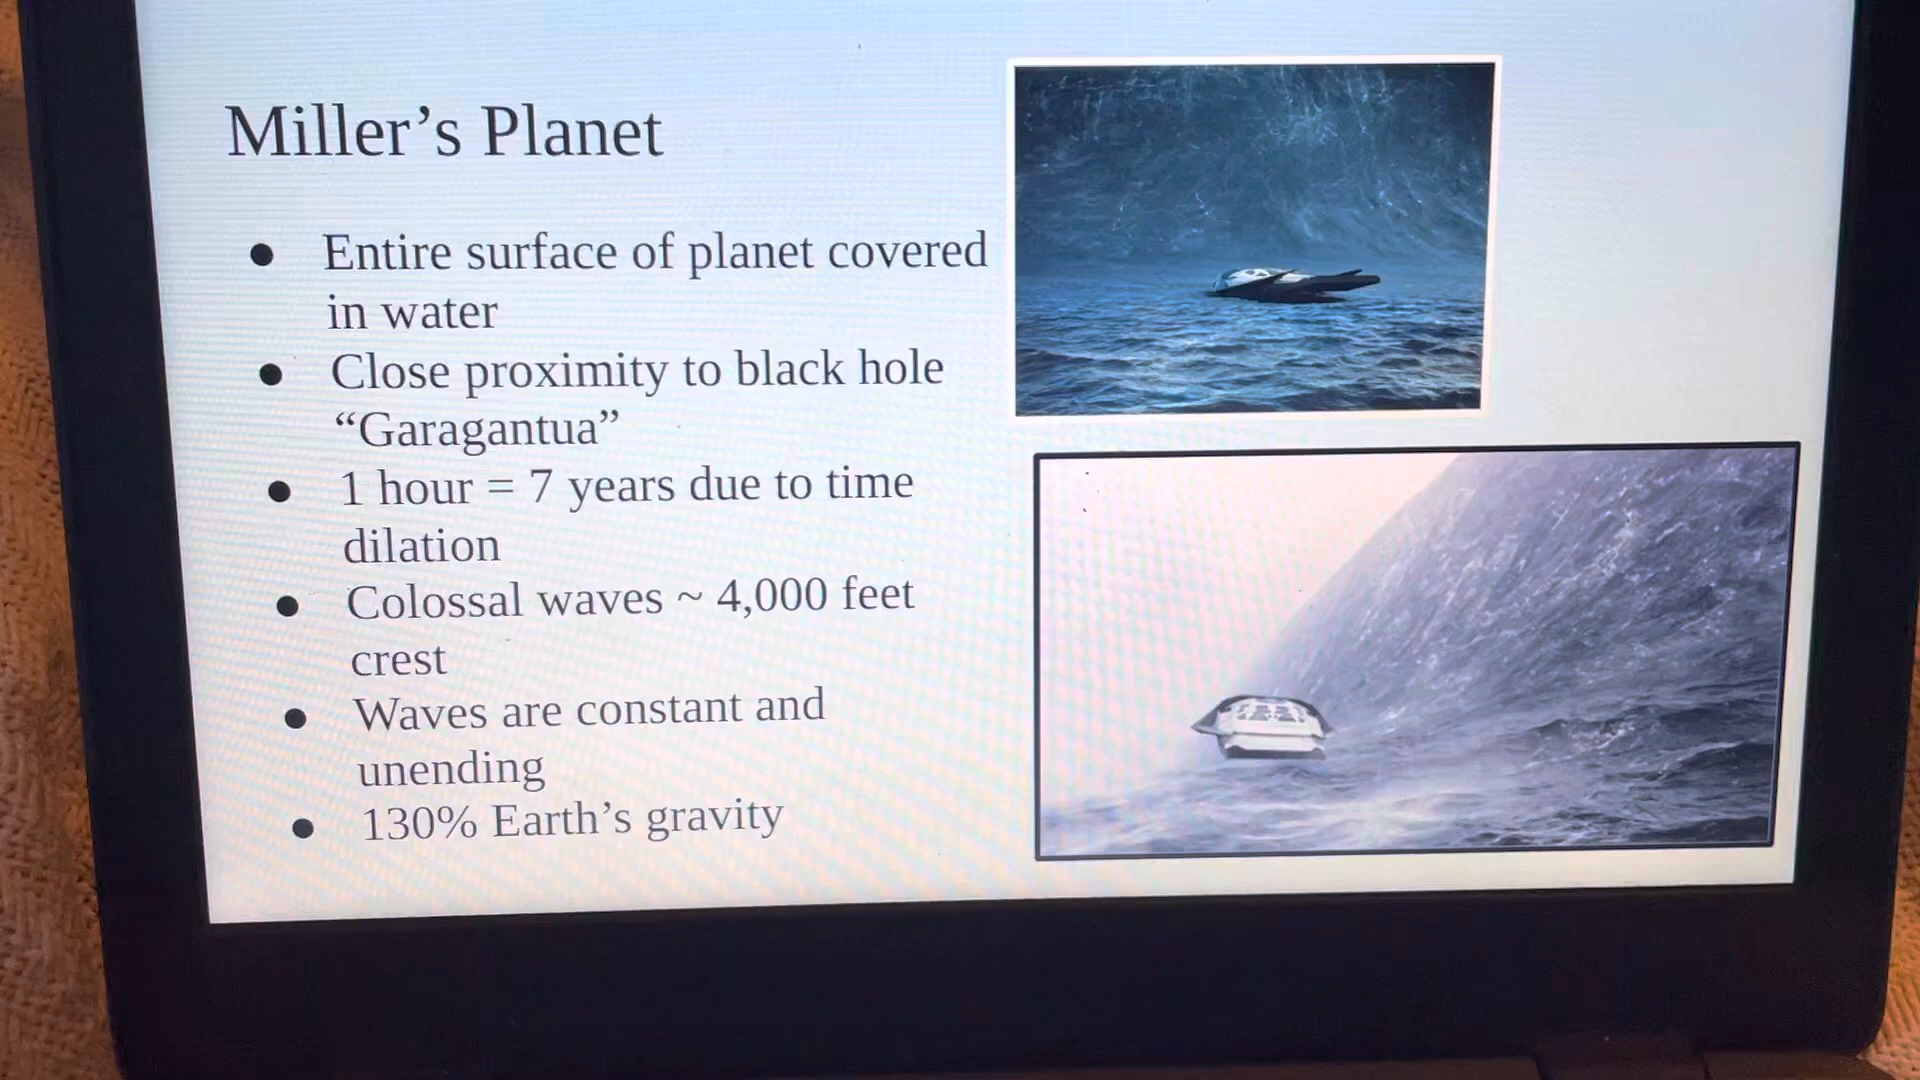 Miller’s Planet
● Entire surface of planet covered
in water
● Close proximity to black hole
“Garagantua”
● 1 hour = 7 years due to time
dilation
● Colossal waves ~ 4,000 feet
crest
● Waves are constant and
unending
● 130% Earth’s gravity